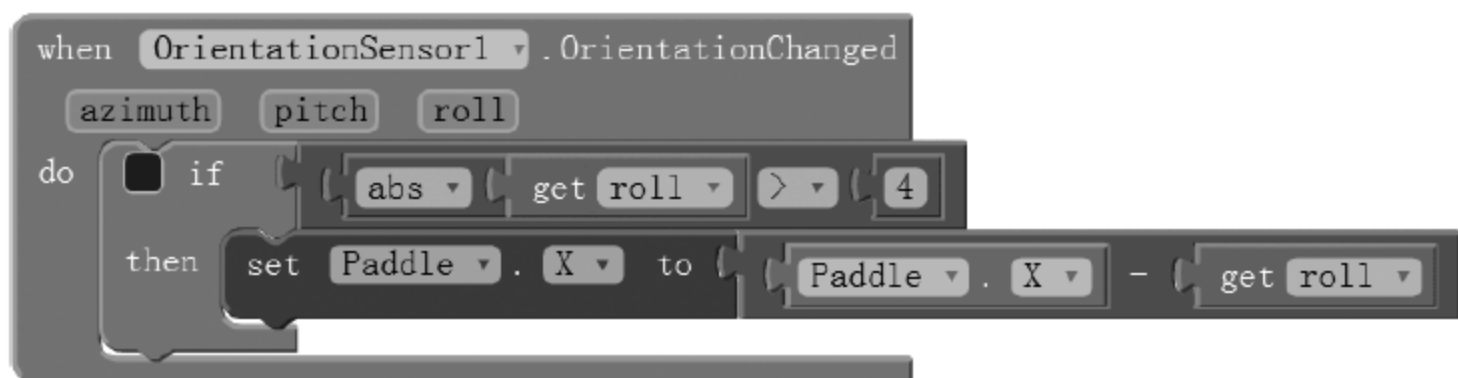 when OrientationSensor1 .OrientationChanged
azimuth pitch roll
do if abs get roll > 4
then set Paddle . X to Paddle . X - get roll